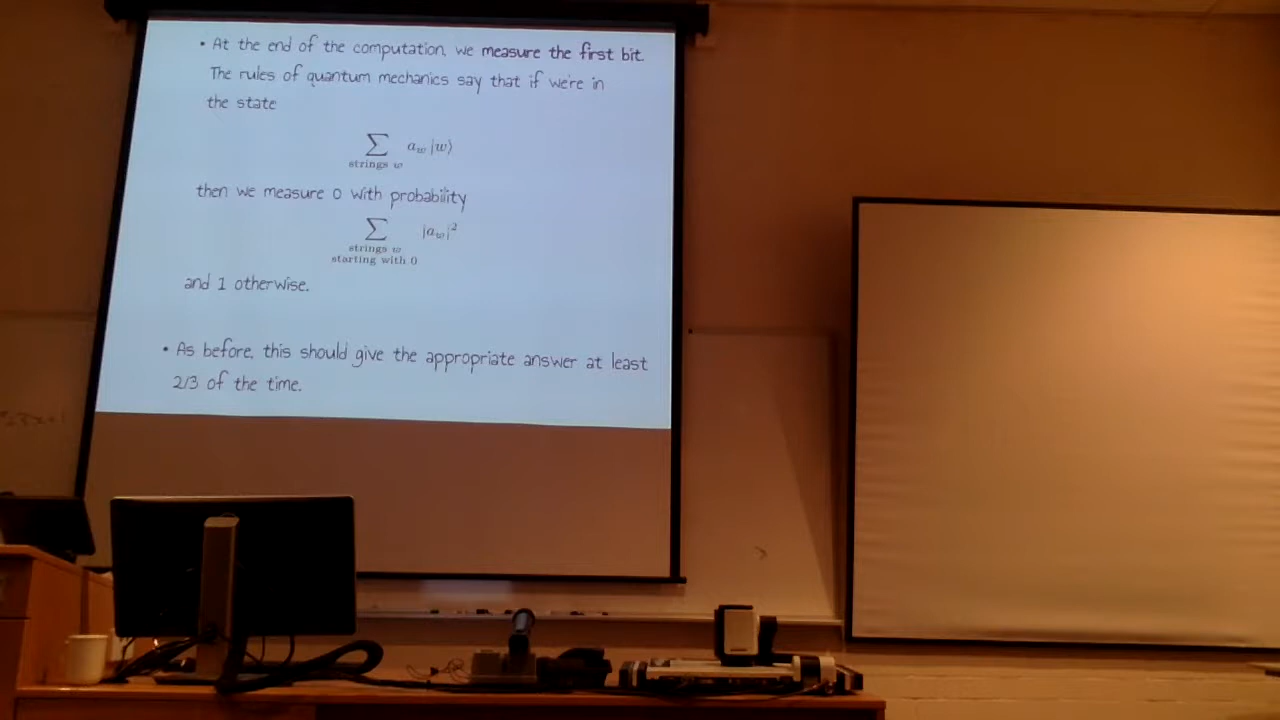 • At the end of the computation, we measure the first bit.
The rules of quantum mechanics say that if we're in
the state
∑ a_w |w⟩
strings w
then we measure 0 with probability
∑ |a_w|²
strings w
starting with 0
and 1 otherwise.
• As before, this should give the appropriate answer at least
2/3 of the time.